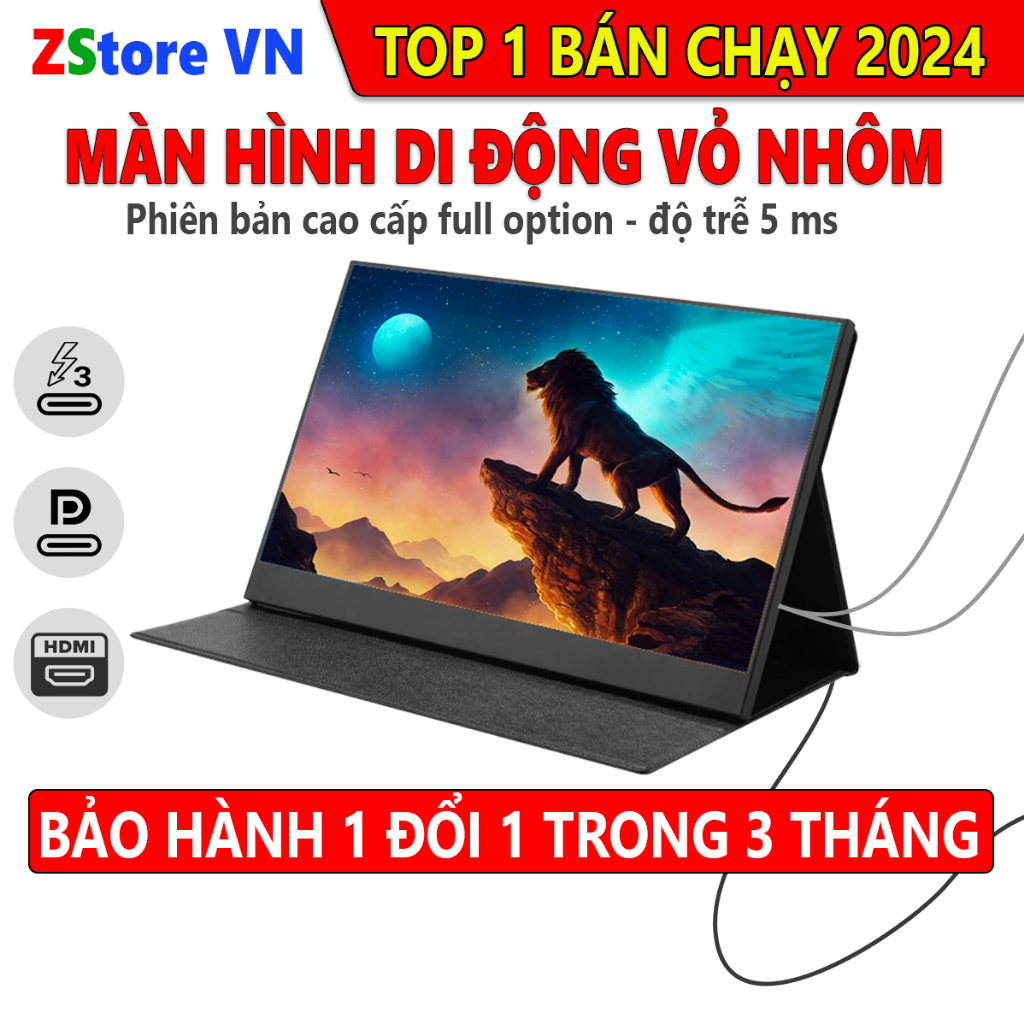 ZStore VN
TOP 1 BÁN CHẠY 2024
MÀN HÌNH DI ĐỘNG VỎ NHÔM
Phiên bản cao cấp full option - độ trễ 5 ms
3
D
HDMI
BẢO HÀNH 1 ĐỔI 1 TRONG 3 THÁNG